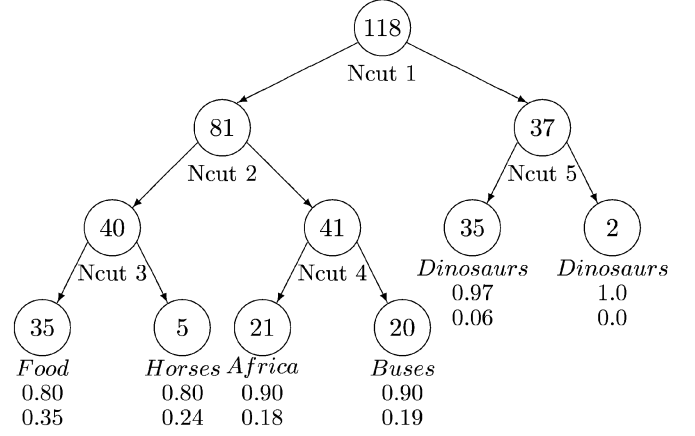 118
Ncut 1
81 37
Ncut 2 Ncut 5
40 41 35 2
Ncut 3 Ncut 4 Dinosaurs Dinosaurs
0.97 1.0
0.06 0.0
35 5 21 20
Food Horses Africa Buses
0.80 0.80 0.90 0.90
0.35 0.24 0.18 0.19